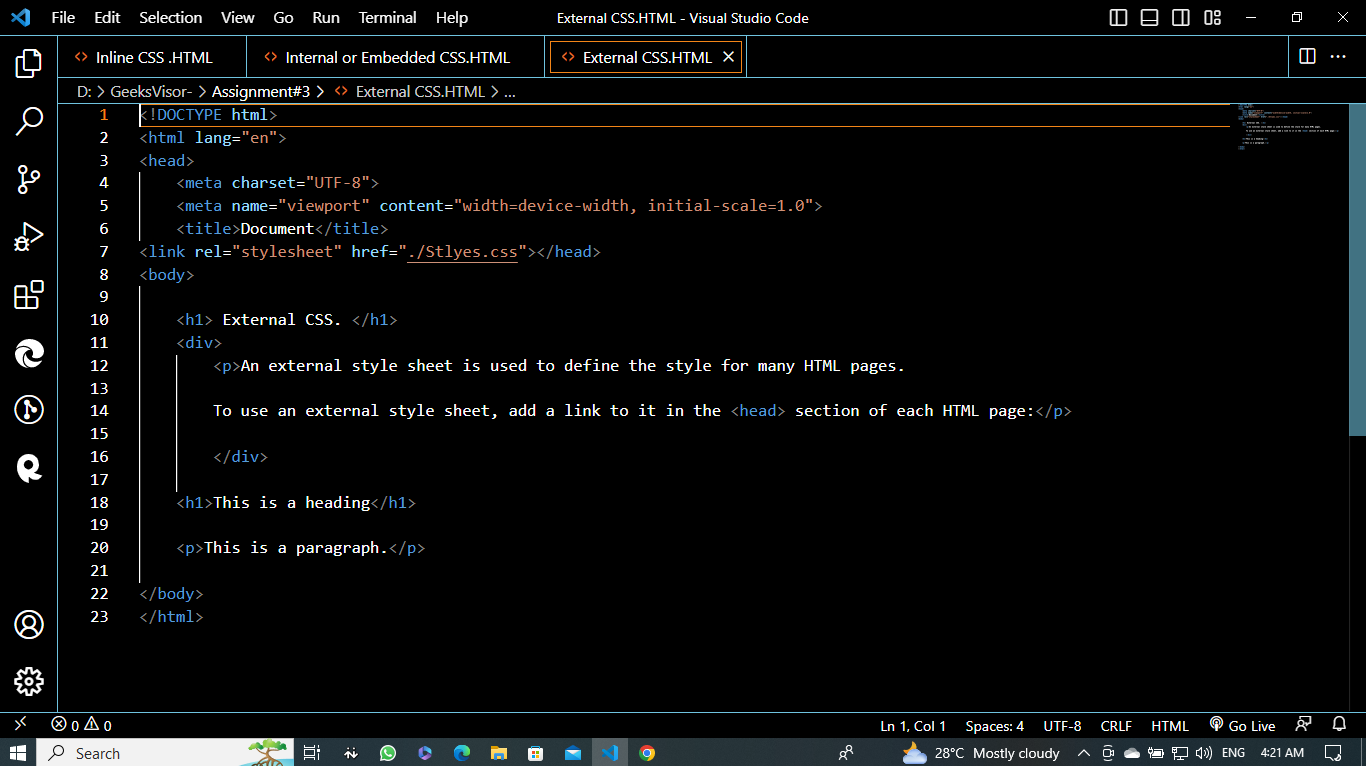 File Edit Selection View Go Run Terminal Help External CSS.HTML - Visual Studio Code
Inline CSS .HTML Internal or Embedded CSS.HTML External CSS.HTML
D: > GeeksVisor- > Assignment#3 > External CSS.HTML > ...
1 <!DOCTYPE html>
2 <html lang="en">
3 <head>
4 <meta charset="UTF-8">
5 <meta name="viewport" content="width=device-width, initial-scale=1.0">
6 <title>Document</title>
7 <link rel="stylesheet" href="./Stlyes.css"></head>
8 <body>
9
10 <h1> External CSS. </h1>
11 <div>
12 <p>An external style sheet is used to define the style for many HTML pages.
13
14 To use an external style sheet, add a link to it in the <head> section of each HTML page:</p>
15
16 </div>
17
18 <h1>This is a heading</h1>
19
20 <p>This is a paragraph.</p>
21
22 </body>
23 </html>
0 0 Ln 1, Col 1 Spaces: 4 UTF-8 CRLF HTML Go Live
Search 28°C Mostly cloudy ENG 4:21 AM